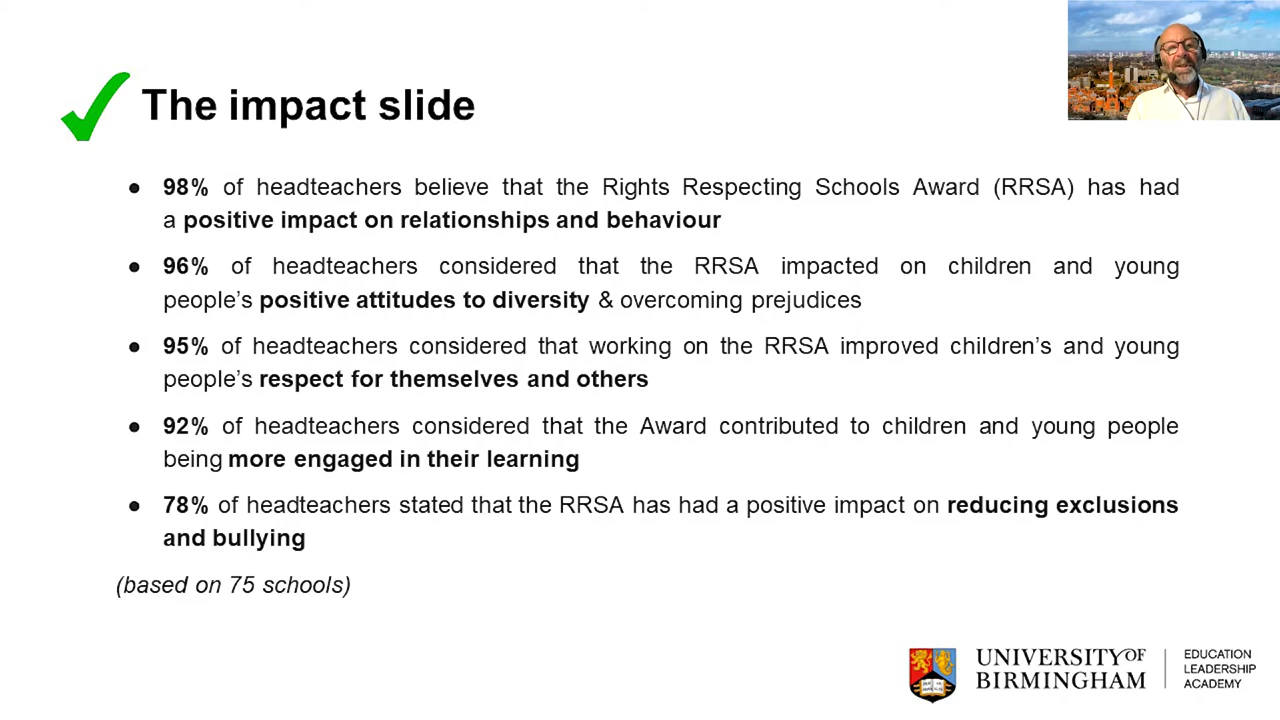 The impact slide
● 98% of headteachers believe that the Rights Respecting Schools Award (RRSA) has had
a positive impact on relationships and behaviour
● 96% of headteachers considered that the RRSA impacted on children and young
people’s positive attitudes to diversity & overcoming prejudices
● 95% of headteachers considered that working on the RRSA improved children’s and young
people’s respect for themselves and others
● 92% of headteachers considered that the Award contributed to children and young people
being more engaged in their learning
● 78% of headteachers stated that the RRSA has had a positive impact on reducing exclusions
and bullying
(based on 75 schools)
UNIVERSITY OF
BIRMINGHAM
EDUCATION
LEADERSHIP
ACADEMY